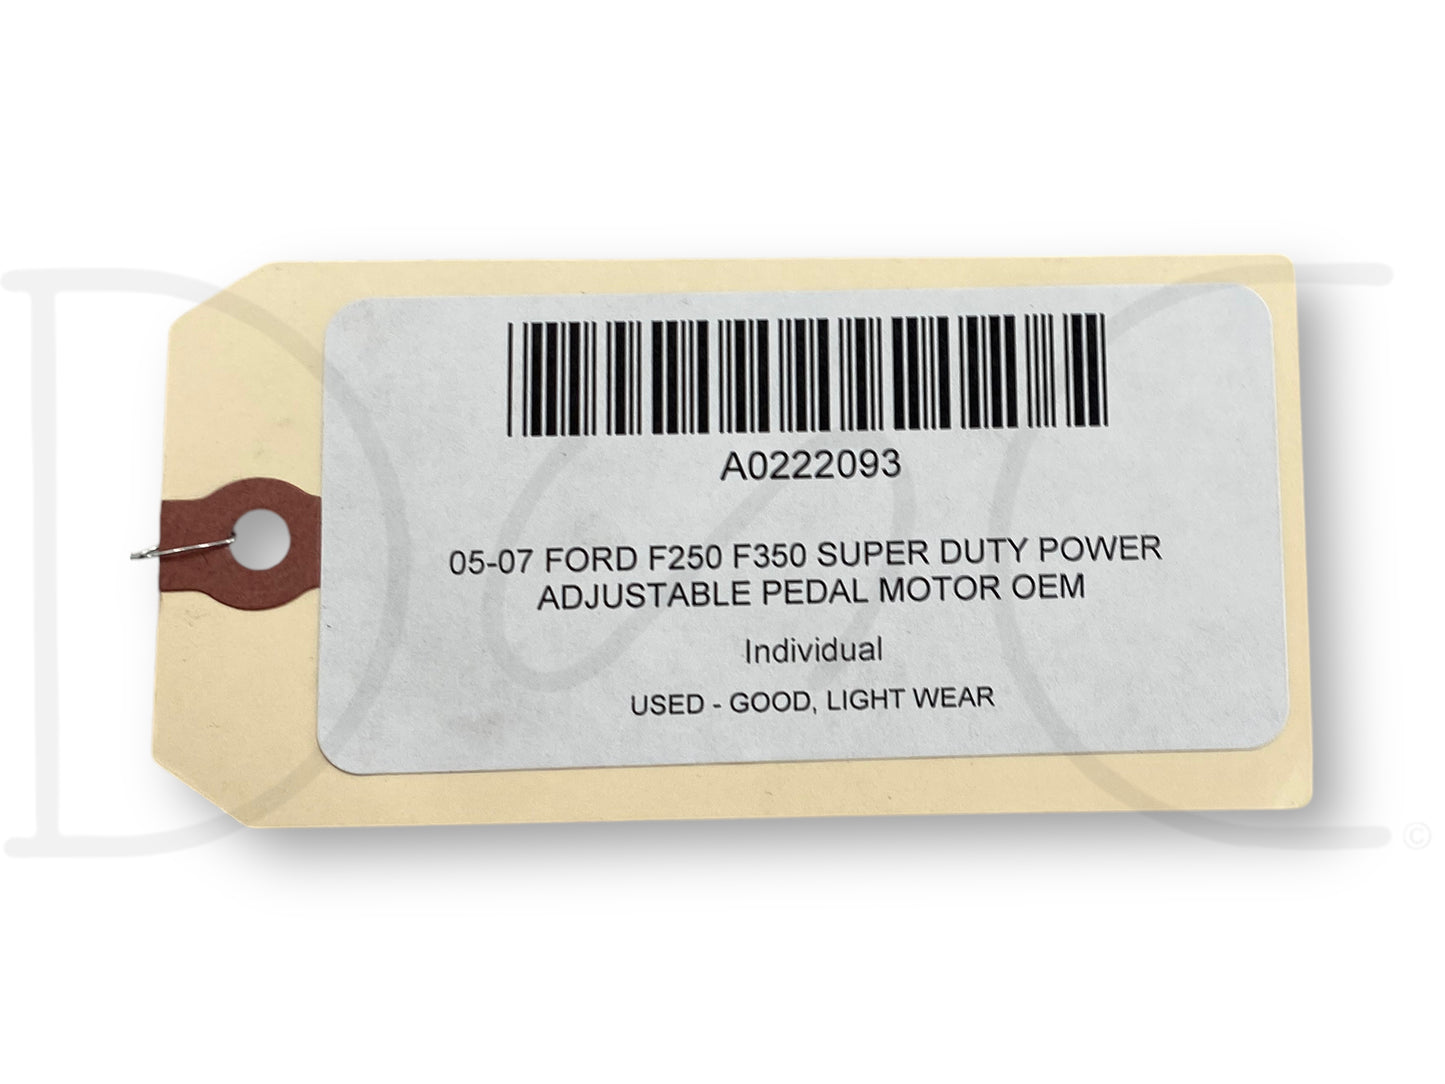 A0222093
05-07 FORD F250 F350 SUPER DUTY POWER
ADJUSTABLE PEDAL MOTOR OEM
Individual
USED - GOOD, LIGHT WEAR
D C ©